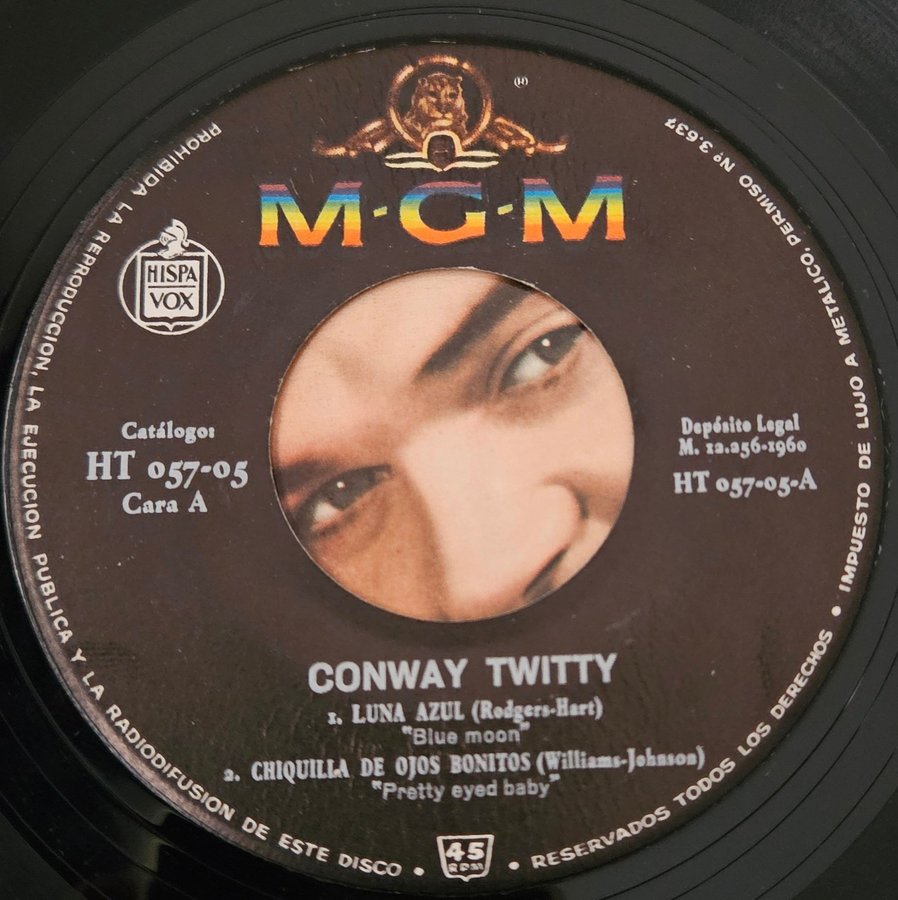 ®
M-G-M
HISPA
VOX
PROHIBIDA LA REPRODUCCION, LA EJECUCION PUBLICA Y LA RADIODIFUSION DE ESTE DISCO • 45 RPM • RESERVADOS TODOS LOS DERECHOS • IMPUESTO DE LUJO A METALICO, PERMISO Nº 3.637
Catálogo:
HT 057-05
Cara A
Depósito Legal
M. 12.256-1960
HT 057-05-A
CONWAY TWITTY
1. LUNA AZUL (Rodgers-Hart)
"Blue moon"
2. CHIQUILLA DE OJOS BONITOS (Williams-Johnson)
"Pretty eyed baby"